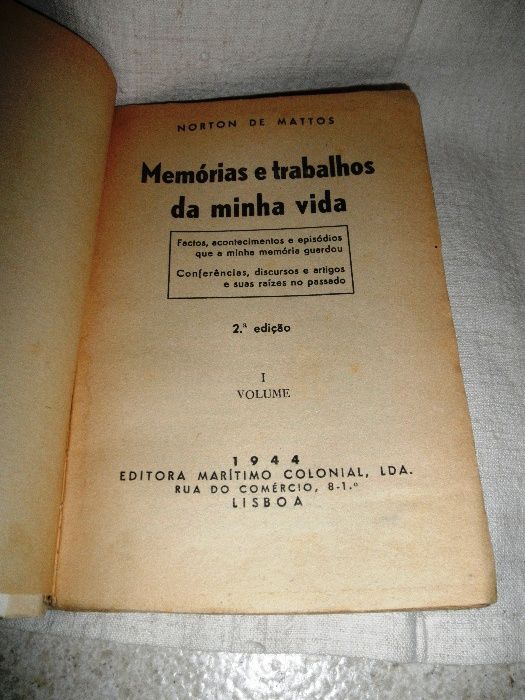 NORTON DE MATTOS
Memórias e trabalhos
da minha vida
Factos, acontecimentos e episódios
que a minha memória guardou
Conferências, discursos e artigos
e suas raízes no passado
2.ª edição
I
VOLUME
1944
EDITORA MARÍTIMO COLONIAL, LDA.
RUA DO COMÉRCIO, 8-1.º
LISBOA